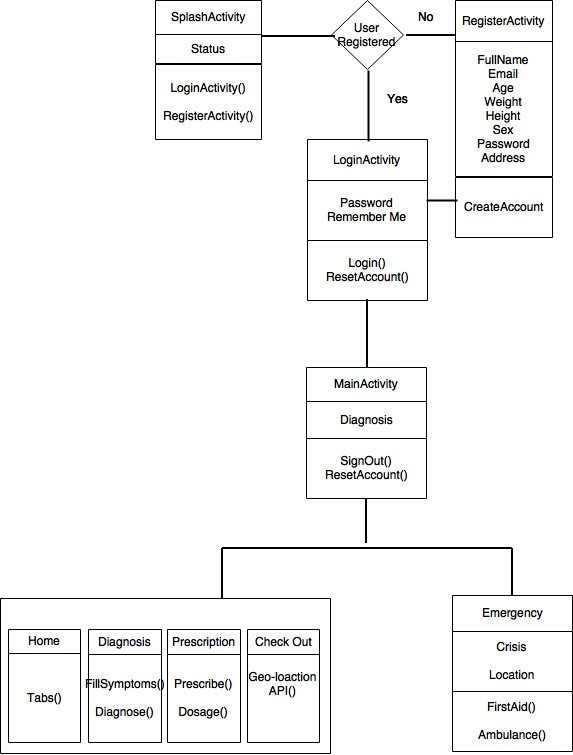 SplashActivity
Status
LoginActivity()
RegisterActivity()
User
Registered
No
Yes
RegisterActivity
FullName
Email
Age
Weight
Height
Sex
Password
Address
CreateAccount
LoginActivity
Password
Remember Me
Login()
ResetAccount()
MainActivity
Diagnosis
SignOut()
ResetAccount()
Home
Tabs()
Diagnosis
FillSymptoms()
Diagnose()
Prescription
Prescribe()
Dosage()
Check Out
Geo-loaction
API()
Emergency
Crisis
Location
FirstAid()
Ambulance()